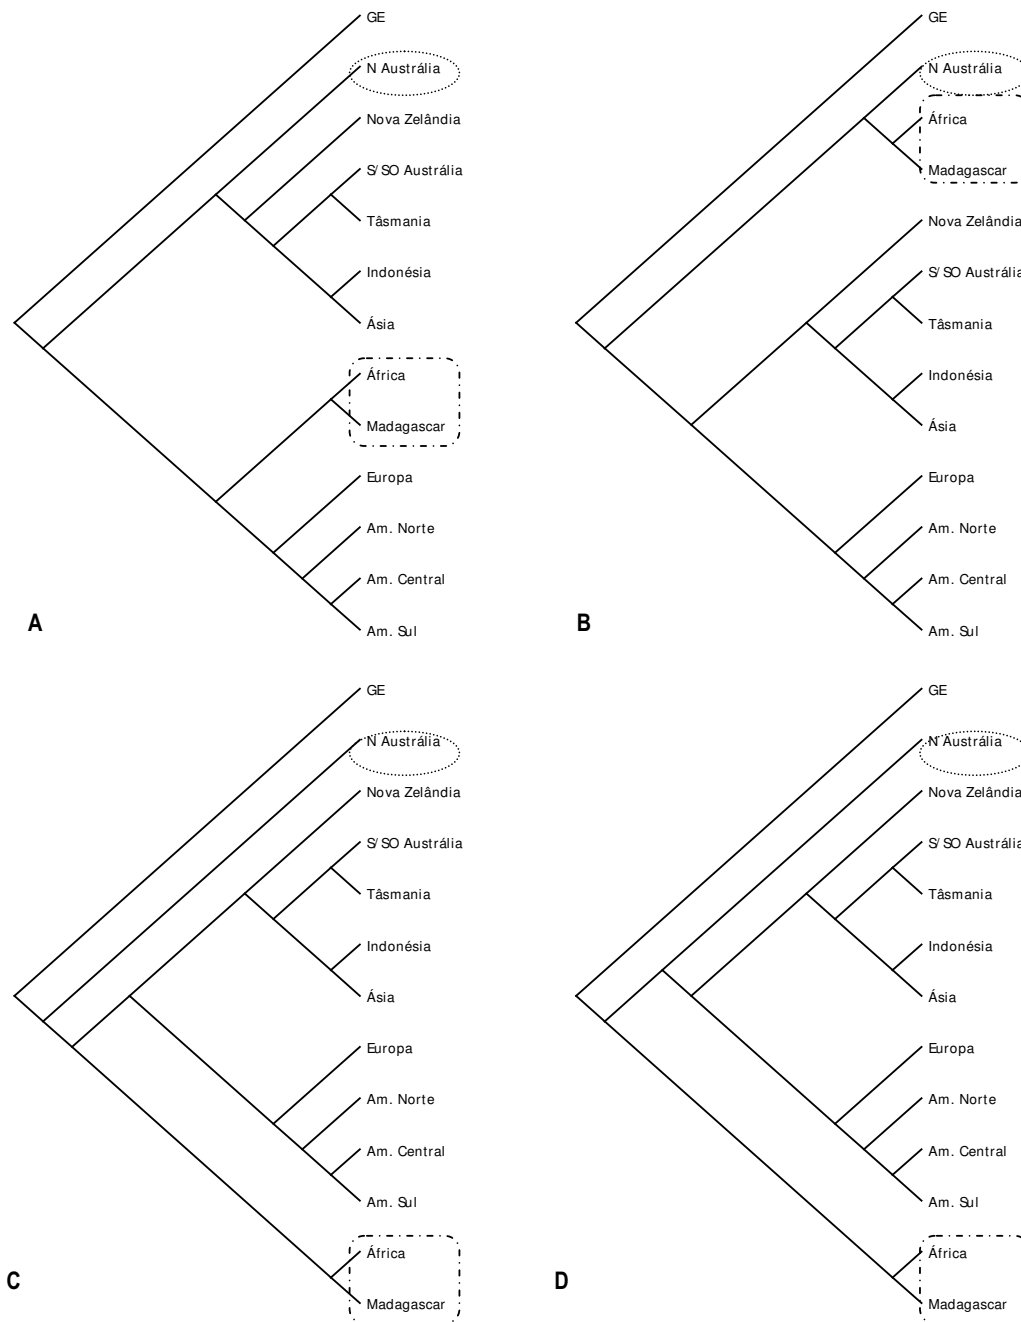 GE
N Austrália
Nova Zelândia
S/SO Austrália
Tâsmania
Indonésia
Ásia
África
Madagascar
Europa
Am. Norte
Am. Central
Am. Sul
A
GE
N Austrália
África
Madagascar
Nova Zelândia
S/SO Austrália
Tâsmania
Indonésia
Ásia
Europa
Am. Norte
Am. Central
Am. Sul
B
GE
N Austrália
Nova Zelândia
S/SO Austrália
Tâsmania
Indonésia
Ásia
Europa
Am. Norte
Am. Central
Am. Sul
África
Madagascar
C
GE
N Austrália
Nova Zelândia
S/SO Austrália
Tâsmania
Indonésia
Ásia
Europa
Am. Norte
Am. Central
Am. Sul
África
Madagascar
D